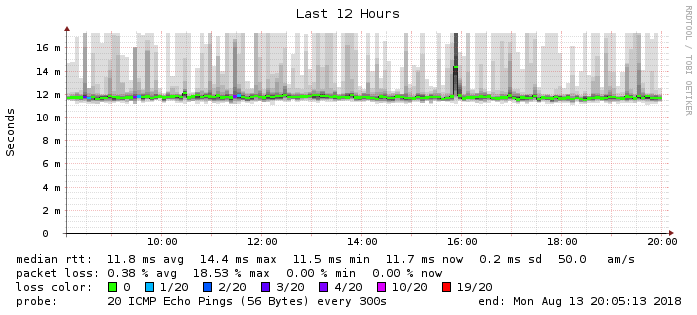 Last 12 Hours
RRDTOOL / TOBI OETIKER
Seconds
16 m
14 m
12 m
10 m
8 m
6 m
4 m
2 m
0
10:00 12:00 14:00 16:00 18:00 20:00
median rtt: 11.8 ms avg 14.4 ms max 11.5 ms min 11.7 ms now 0.2 ms sd 50.0 am/s
packet loss: 0.38 % avg 18.53 % max 0.00 % min 0.00 % now
loss color: 0 1/20 2/20 3/20 4/20 10/20 19/20
probe: 20 ICMP Echo Pings (56 Bytes) every 300s end: Mon Aug 13 20:05:13 2018